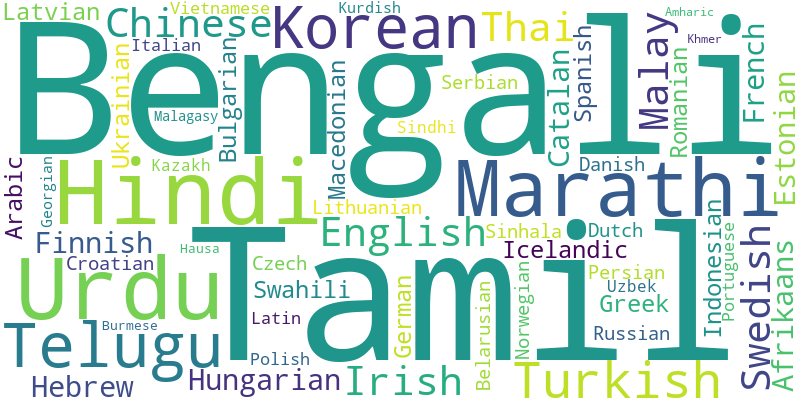 Latvian
Vietnamese
Kurdish
Amharic
Chinese
Korean
Thai
Malay
French
Khmer
Bengali
Ukrainian
Italian
Bulgarian
Malagasy
Macedonian
Serbian
Sindhi
Catalan
Spanish
Romanian
Estonian
Arabic
Georgian
Kazakh
Hindi
Marathi
Danish
Lithuanian
Finnish
Croatian
Hausa
English
Sinhala
Dutch
Icelandic
Indonesian
Portuguese
Swedish
Afrikaans
Urdu
Tamil
Czech
Swahili
Latin
German
Belarusian
Norwegian
Persian
Uzbek
Greek
Russian
Telugu
Burmese
Polish
Hebrew
Hungarian
Irish
Turkish